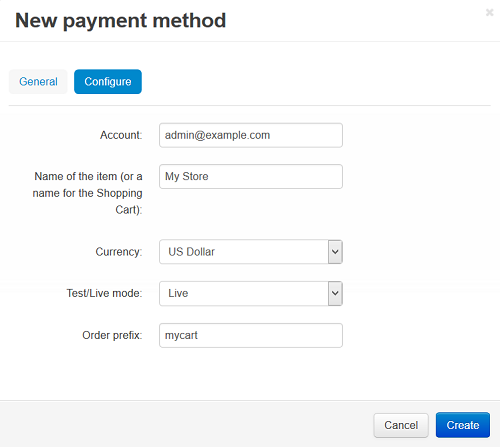 New payment method
General Configure
Account: admin@example.com
Name of the item (or a My Store
name for the Shopping
Cart):
Currency: US Dollar
Test/Live mode: Live
Order prefix: mycart
Cancel Create